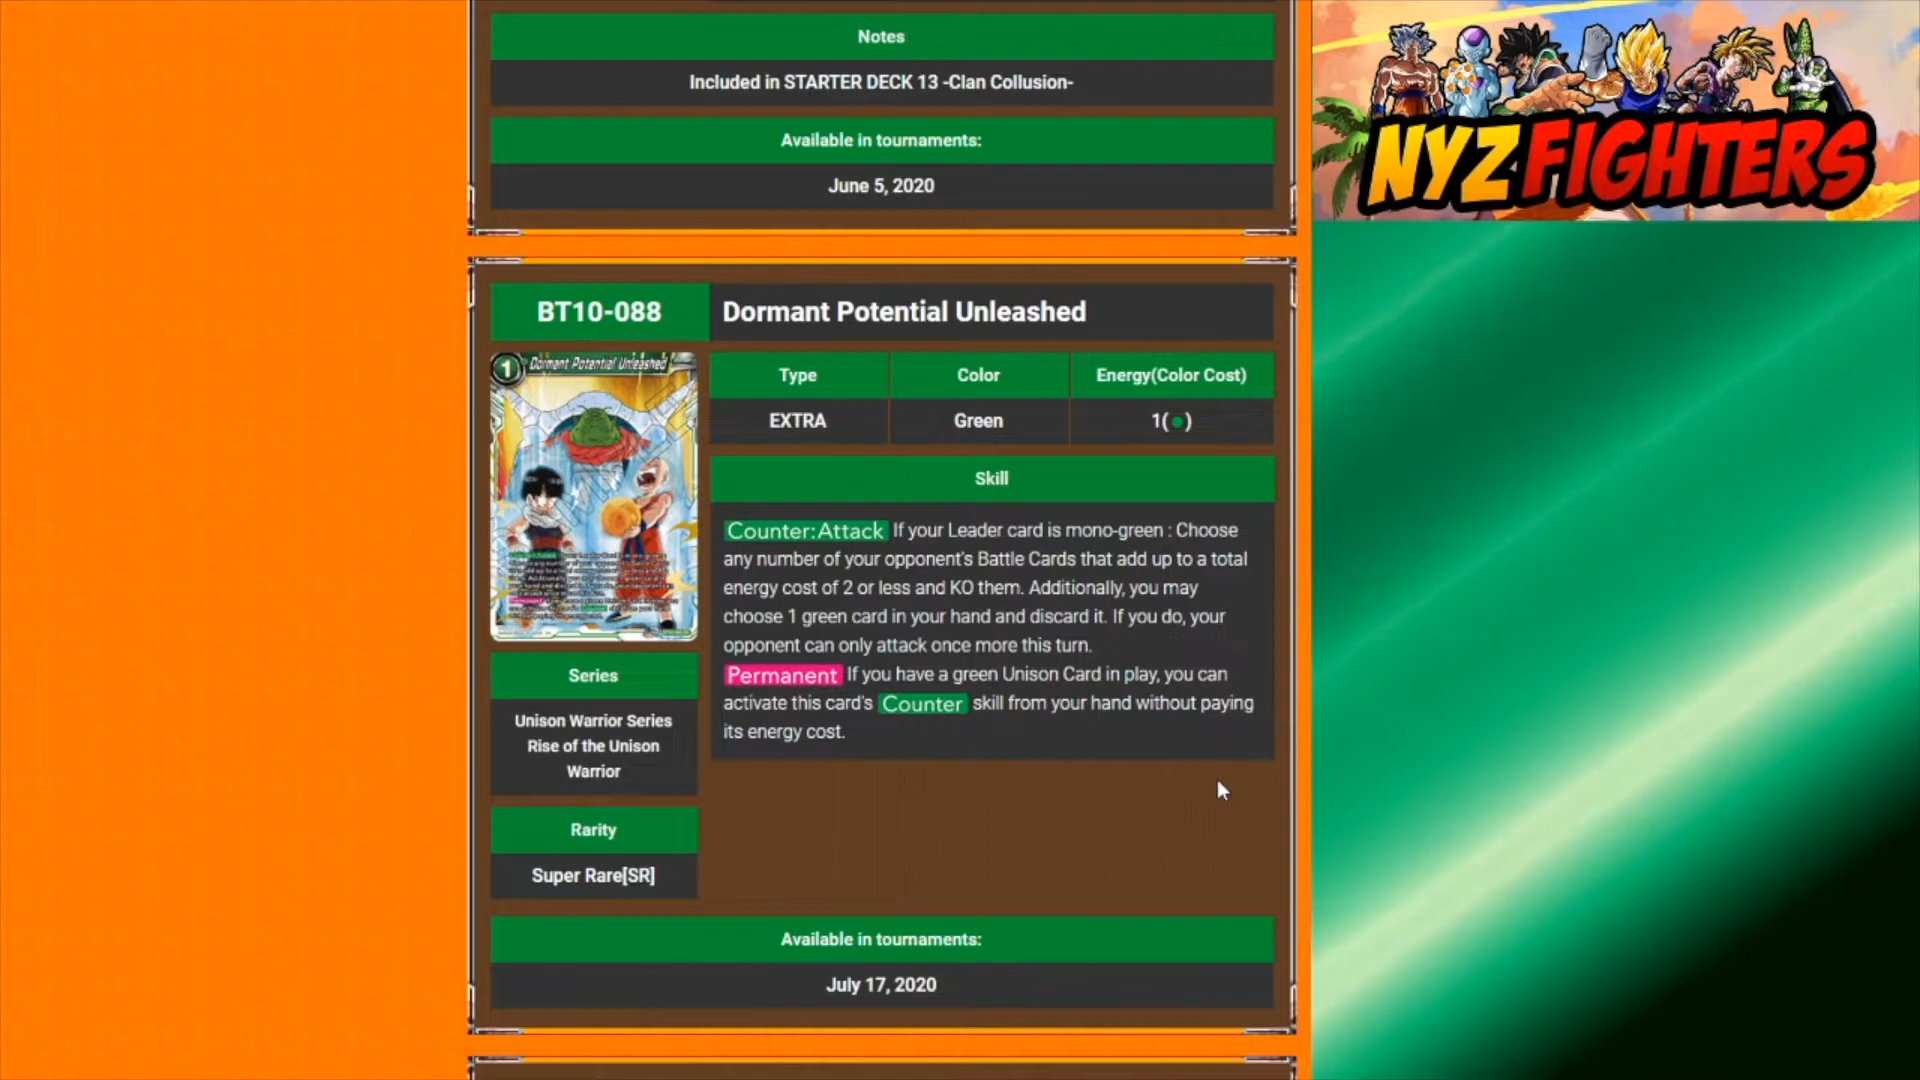 Notes
Included in STARTER DECK 13 -Clan Collusion-
Available in tournaments:
June 5, 2020
NYZ FIGHTERS
BT10-088
Dormant Potential Unleashed
1
Dormant Potential Unleashed
Type
Color
Energy(Color Cost)
EXTRA
Green
1( )
Skill
Counter:Attack If your Leader card is mono-green : Choose
any number of your opponent's Battle Cards that add up to a total
energy cost of 2 or less and KO them. Additionally, you may
choose 1 green card in your hand and discard it. If you do, your
opponent can only attack once more this turn.
Permanent If you have a green Unison Card in play, you can
activate this card's Counter skill from your hand without paying
its energy cost.
Series
Unison Warrior Series
Rise of the Unison
Warrior
Rarity
Super Rare[SR]
Available in tournaments:
July 17, 2020